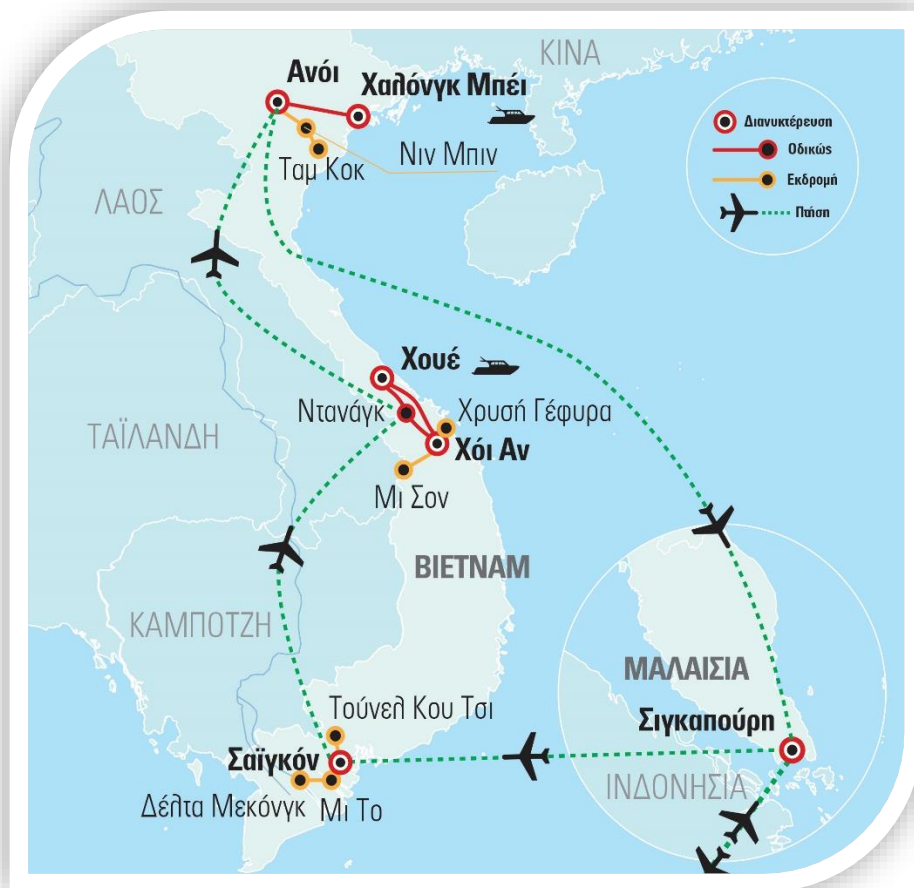 ΚΙΝΑ
Ανόι
Χαλόνγκ Μπέι
Ταμ Κοκ
Νιν Μπιν
Διανυκτέρευση
Οδικώς
Εκδρομή
Πτήση
ΛΑΟΣ
Χουέ
Ντανάγκ
Χρυσή Γέφυρα
Χόι Αν
Μι Σον
ΤΑΪΛΑΝΔΗ
ΒΙΕΤΝΑΜ
ΚΑΜΠΟΤΖΗ
ΜΑΛΑΙΣΙΑ
Τούνελ Κου Τσι
Σιγκαπούρη
Σαϊγκόν
ΙΝΔΟΝΗΣΙΑ
Δέλτα Μεκόνγκ
Μι Το